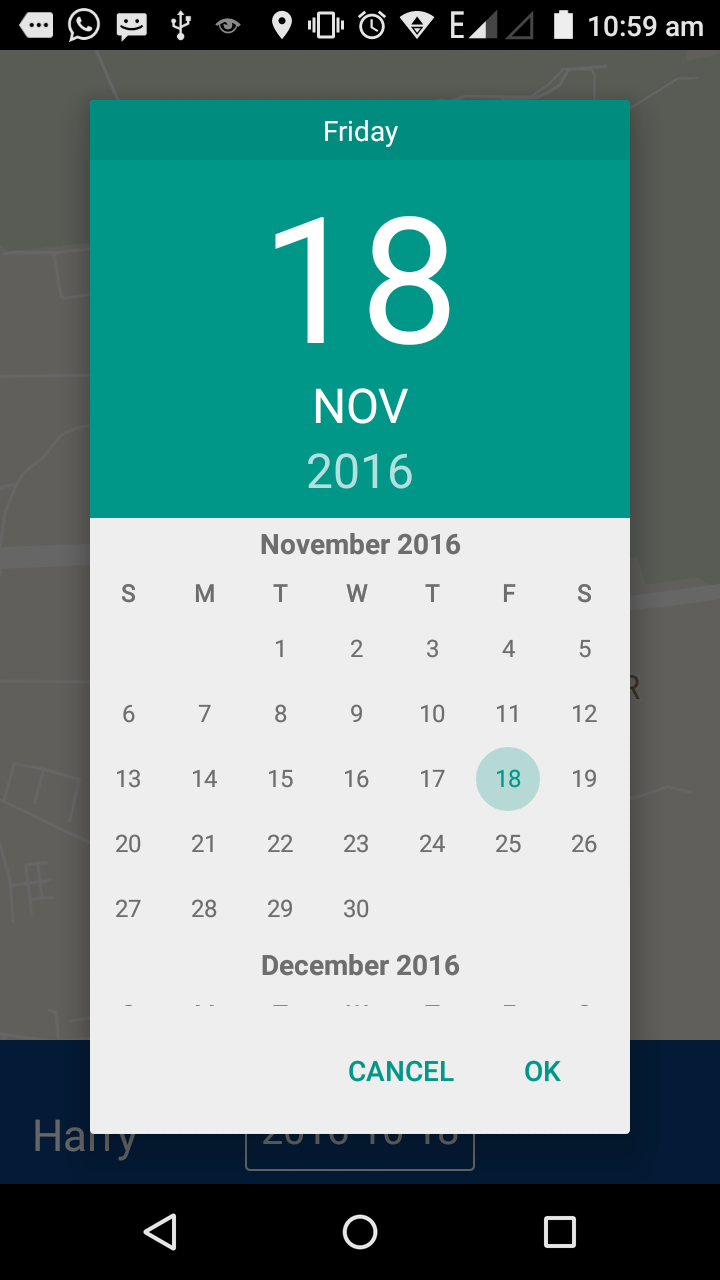 E 10:59 am
Friday
18
NOV
2016
November 2016
S M T W T F S
1 2 3 4 5
6 7 8 9 10 11 12
13 14 15 16 17 18 19
20 21 22 23 24 25 26
27 28 29 30
R
December 2016
CANCEL OK
Harry